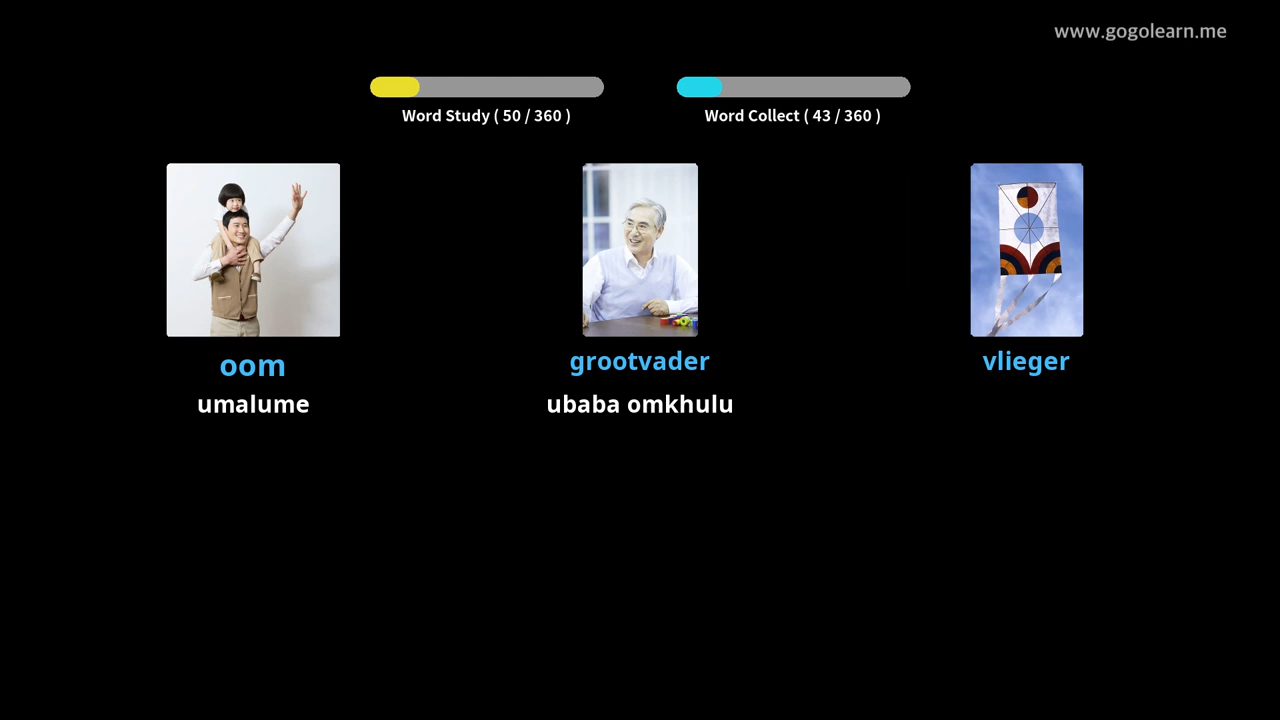 www.gogolearn.me
Word Study ( 50 / 360 )
Word Collect ( 43 / 360 )
oom
grootvader
vlieger
umalume
ubaba omkhulu